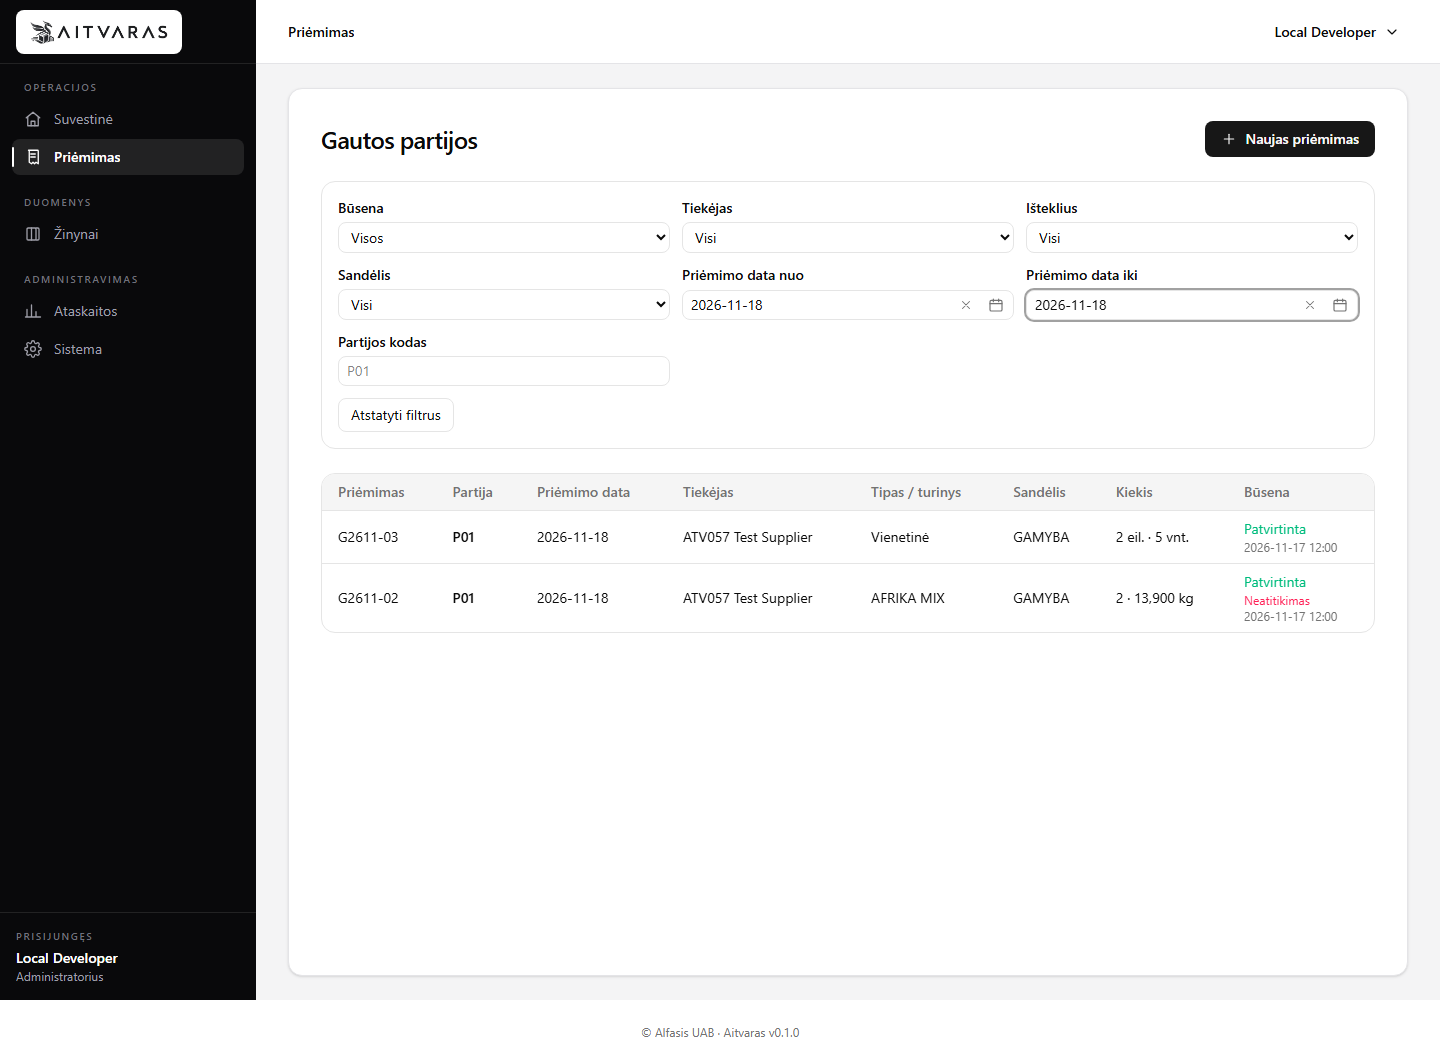 AITVARAS
Priėmimas
Local Developer
OPERACIJOS
Suvestinė
Priėmimas
DUOMENYS
Žinynai
ADMINISTRAVIMAS
Ataskaitos
Sistema
PRISIJUNGĘS
Local Developer
Administratorius
Gautos partijos
Naujas priėmimas
Būsena Tiekėjas Išteklius
Visos Visi Visi
Sandėlis Priėmimo data nuo Priėmimo data iki
Visi 2026-11-18 2026-11-18
Partijos kodas
P01
Atstatyti filtrus
Priėmimas Partija Priėmimo data Tiekėjas Tipas / turinys Sandėlis Kiekis Būsena
G2611-03 P01 2026-11-18 ATV057 Test Supplier Vienetinė GAMYBA 2 eil. · 5 vnt. Patvirtinta
2026-11-17 12:00
G2611-02 P01 2026-11-18 ATV057 Test Supplier AFRIKA MIX GAMYBA 2 · 13,900 kg Patvirtinta
Neatitikimas
2026-11-17 12:00
© Alfasis UAB · Aitvaras v0.1.0